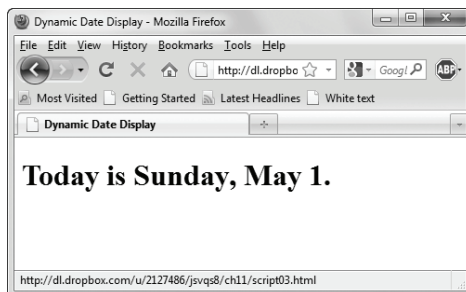 Dynamic Date Display - Mozilla Firefox
File Edit View History Bookmarks Tools Help
http://dl.dropbo Googl ABP
Most Visited Getting Started Latest Headlines White text
Dynamic Date Display
Today is Sunday, May 1.
http://dl.dropbox.com/u/2127486/jsvqs8/ch11/script03.html